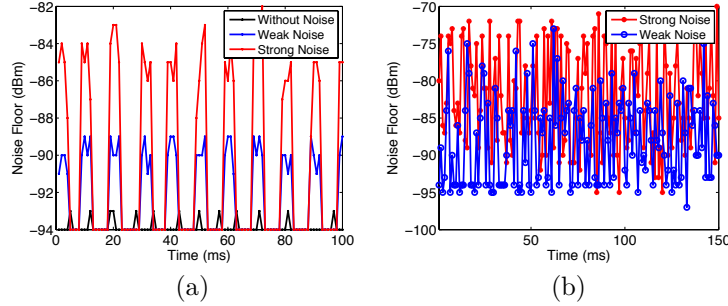 −82
−84
−86
−88
−90
−92
−94
Noise Floor (dBm)
0
20
40
60
80
100
Time (ms)
Without Noise
Weak Noise
Strong Noise
(a)
−70
−75
−80
−85
−90
−95
−100
Noise Floor (dBm)
50
100
150
Time (ms)
Strong Noise
Weak Noise
(b)